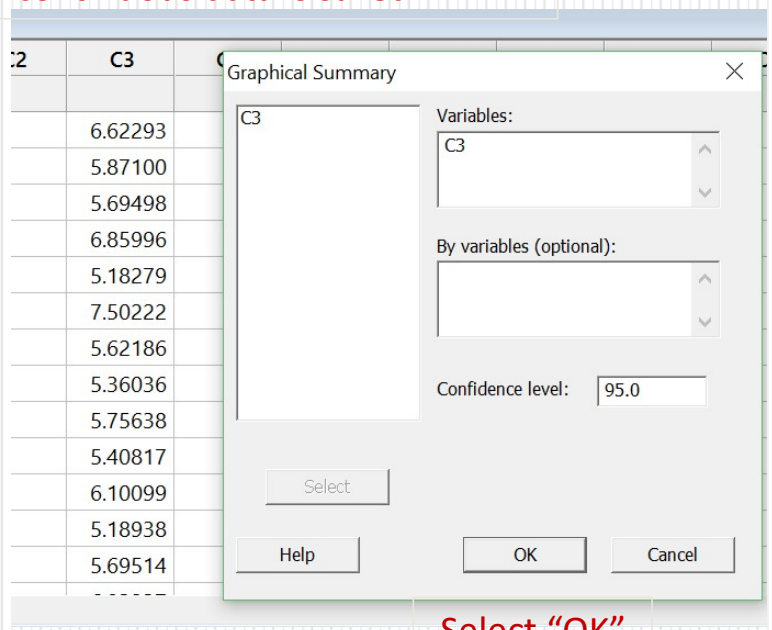 C3
6.62293
5.87100
5.69498
6.85996
5.18279
7.50222
5.62186
5.36036
5.75638
5.40817
6.10099
5.18938
5.69514
Graphical Summary
C3
Variables:
C3
By variables (optional):
Confidence level: 95.0
Select
Help OK Cancel
Select “OK”